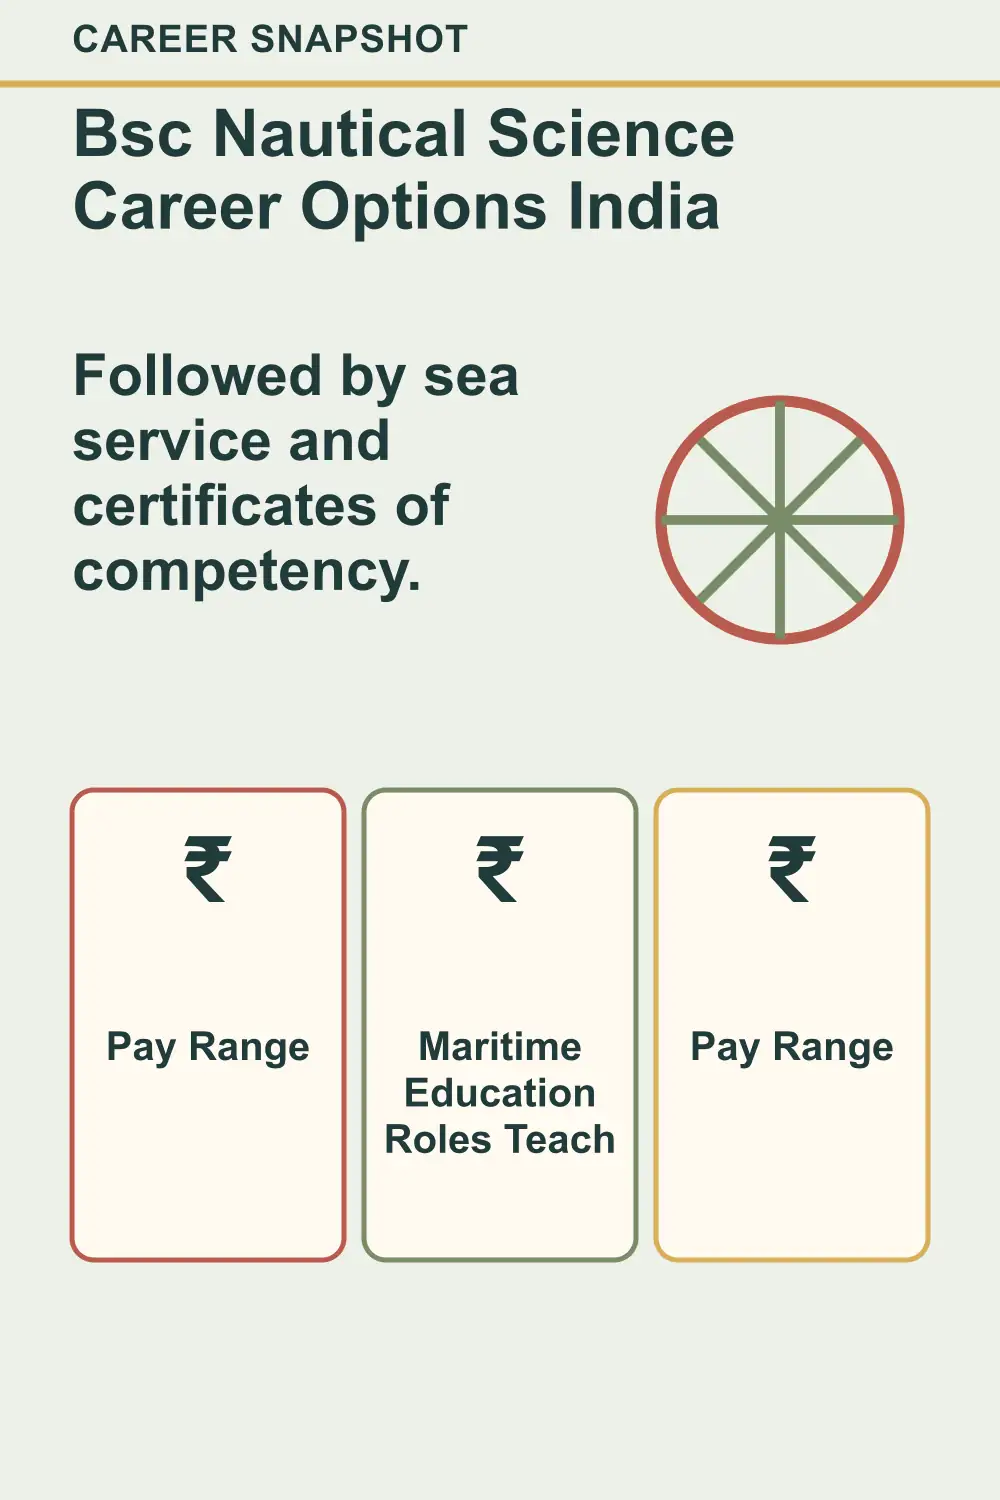 CAREER SNAPSHOT
Bsc Nautical Science
Career Options India
Followed by sea
service and
certificates of
competency.
₹
Pay Range
₹
Maritime
Education
Roles Teach
₹
Pay Range